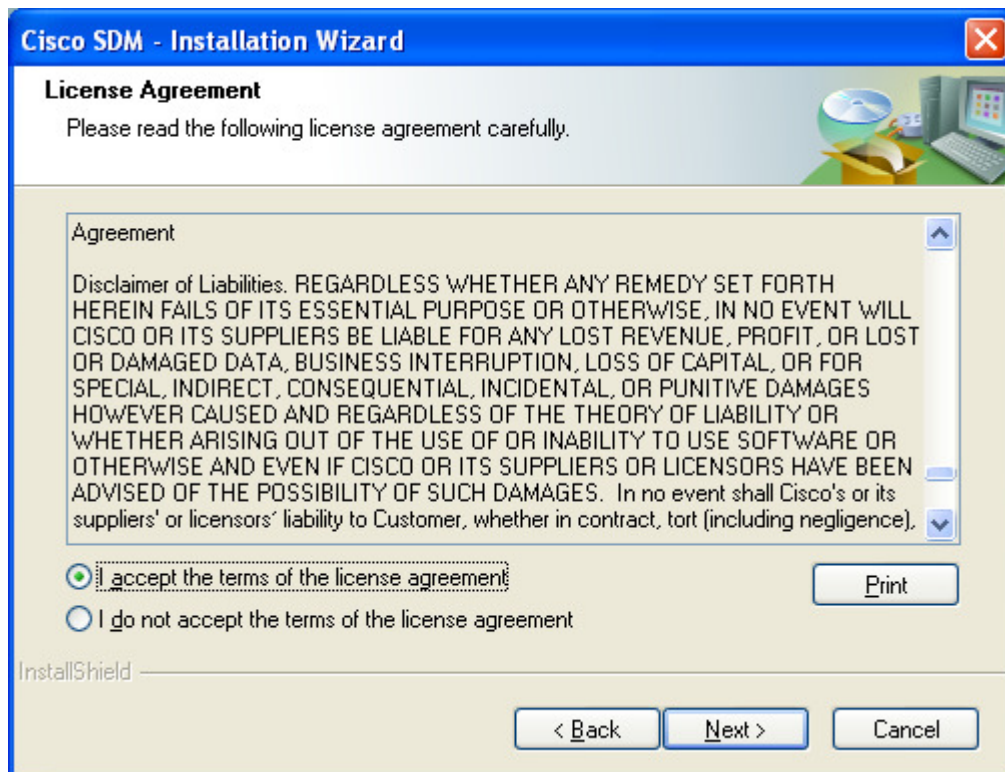 Cisco SDM - Installation Wizard
License Agreement
Please read the following license agreement carefully.
Agreement
Disclaimer of Liabilities. REGARDLESS WHETHER ANY REMEDY SET FORTH
HEREIN FAILS OF ITS ESSENTIAL PURPOSE OR OTHERWISE, IN NO EVENT WILL
CISCO OR ITS SUPPLIERS BE LIABLE FOR ANY LOST REVENUE, PROFIT, OR LOST
OR DAMAGED DATA, BUSINESS INTERRUPTION, LOSS OF CAPITAL, OR FOR
SPECIAL, INDIRECT, CONSEQUENTIAL, INCIDENTAL, OR PUNITIVE DAMAGES
HOWEVER CAUSED AND REGARDLESS OF THE THEORY OF LIABILITY OR
WHETHER ARISING OUT OF THE USE OF OR INABILITY TO USE SOFTWARE OR
OTHERWISE AND EVEN IF CISCO OR ITS SUPPLIERS OR LICENSORS HAVE BEEN
ADVISED OF THE POSSIBILITY OF SUCH DAMAGES.  In no event shall Cisco's or its
suppliers' or licensors´ liability to Customer, whether in contract, tort (including negligence),
I accept the terms of the license agreement
Print
I do not accept the terms of the license agreement
InstallShield
< Back
Next >
Cancel